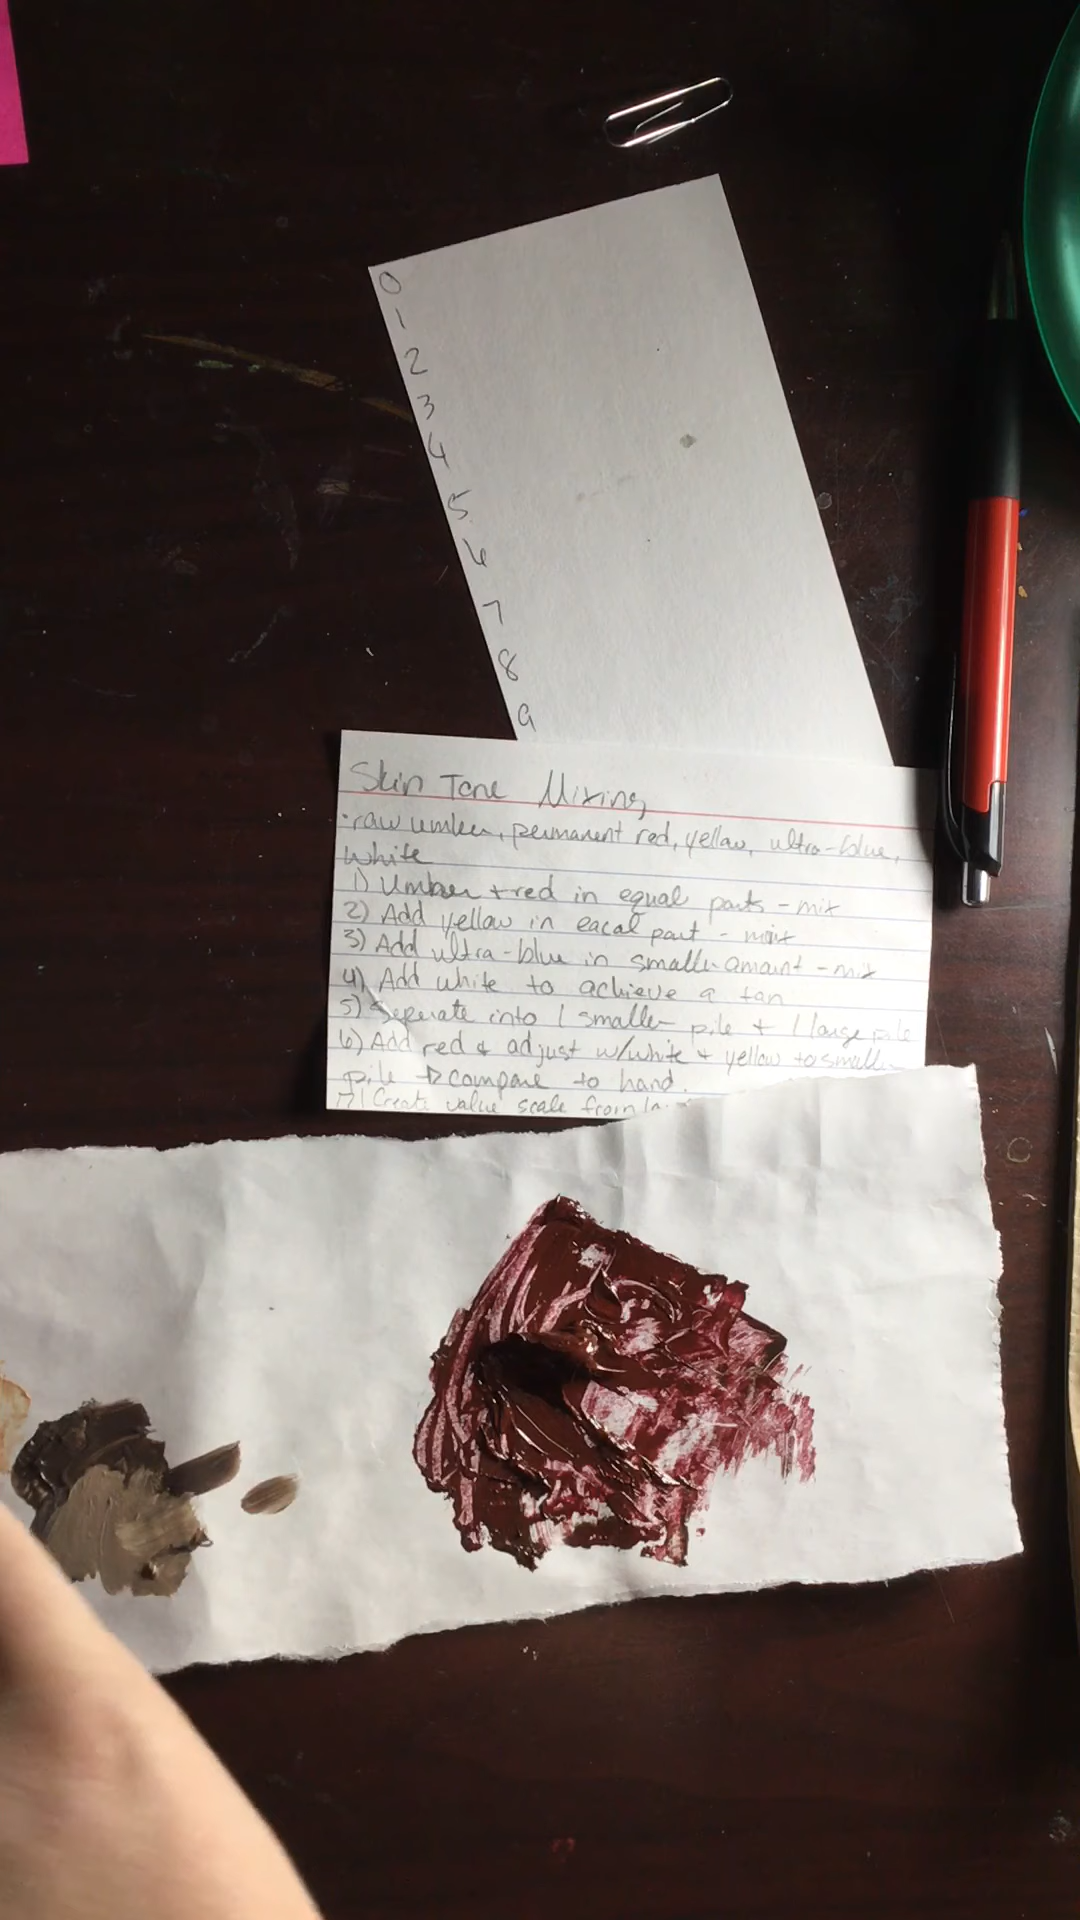 0
1
2
3
4
5
6
7
8
9
Skin Tone Mixing
• raw umber, permanent red, yellow, ultra-blue,
white
1) Umber + red in equal parts - mix
2) Add yellow in eacal part - mix
3) Add ultra-blue in smaller amount - mix
4) Add white to achieve a tan
5) Seperate into 1 smaller pile + 1 large pile
6) Add red & adjust w/white + yellow to smaller
pile → compare to hand.
7) Create value scale from